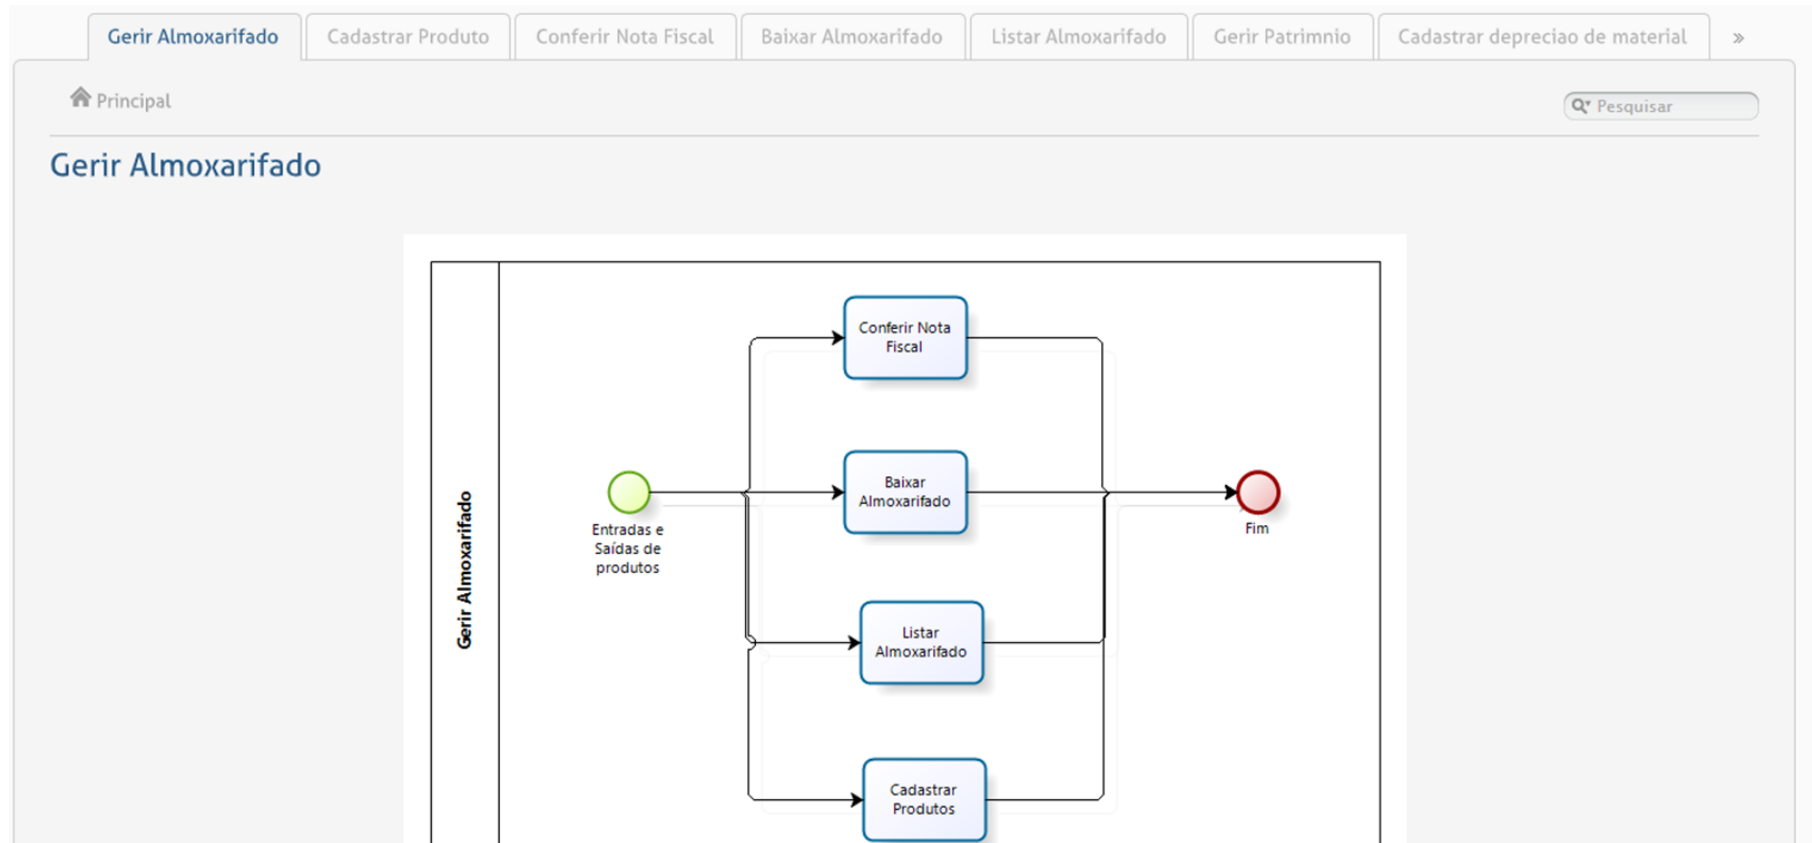 Gerir Almoxarifado
Cadastrar Produto
Conferir Nota Fiscal
Baixar Almoxarifado
Listar Almoxarifado
Gerir Patrimnio
Cadastrar depreciao de material
»
Principal
Pesquisar
Gerir Almoxarifado
Gerir Almoxarifado
Conferir Nota
Fiscal
Entradas e
Saídas de
produtos
Baixar
Almoxarifado
Fim
Listar
Almoxarifado
Cadastrar
Produtos